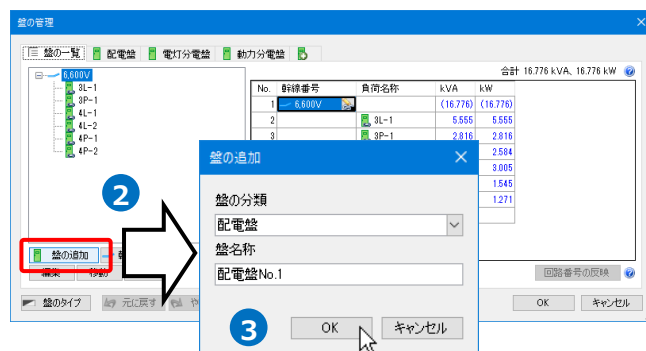 盤の管理
盤の一覧 配電盤 電灯分電盤 動力分電盤
合計 16.776 kVA、16.776 kW
6,600V
3L-1
3P-1
4L-1
4L-2
4P-1
4P-2
No. 幹線番号 負荷名称 kVA kW
1 6,600V (16.776) (16.776)
2 3L-1 5.555 5.555
3 3P-1 2.816 2.816
2.584
3.005
1.545
1.271
2
盤の追加
盤の分類
配電盤
盤名称
配電盤No.1
3
OK キャンセル
盤の追加
編集 移動
回路番号の反映
盤のタイプ 元に戻す や
OK キャンセル